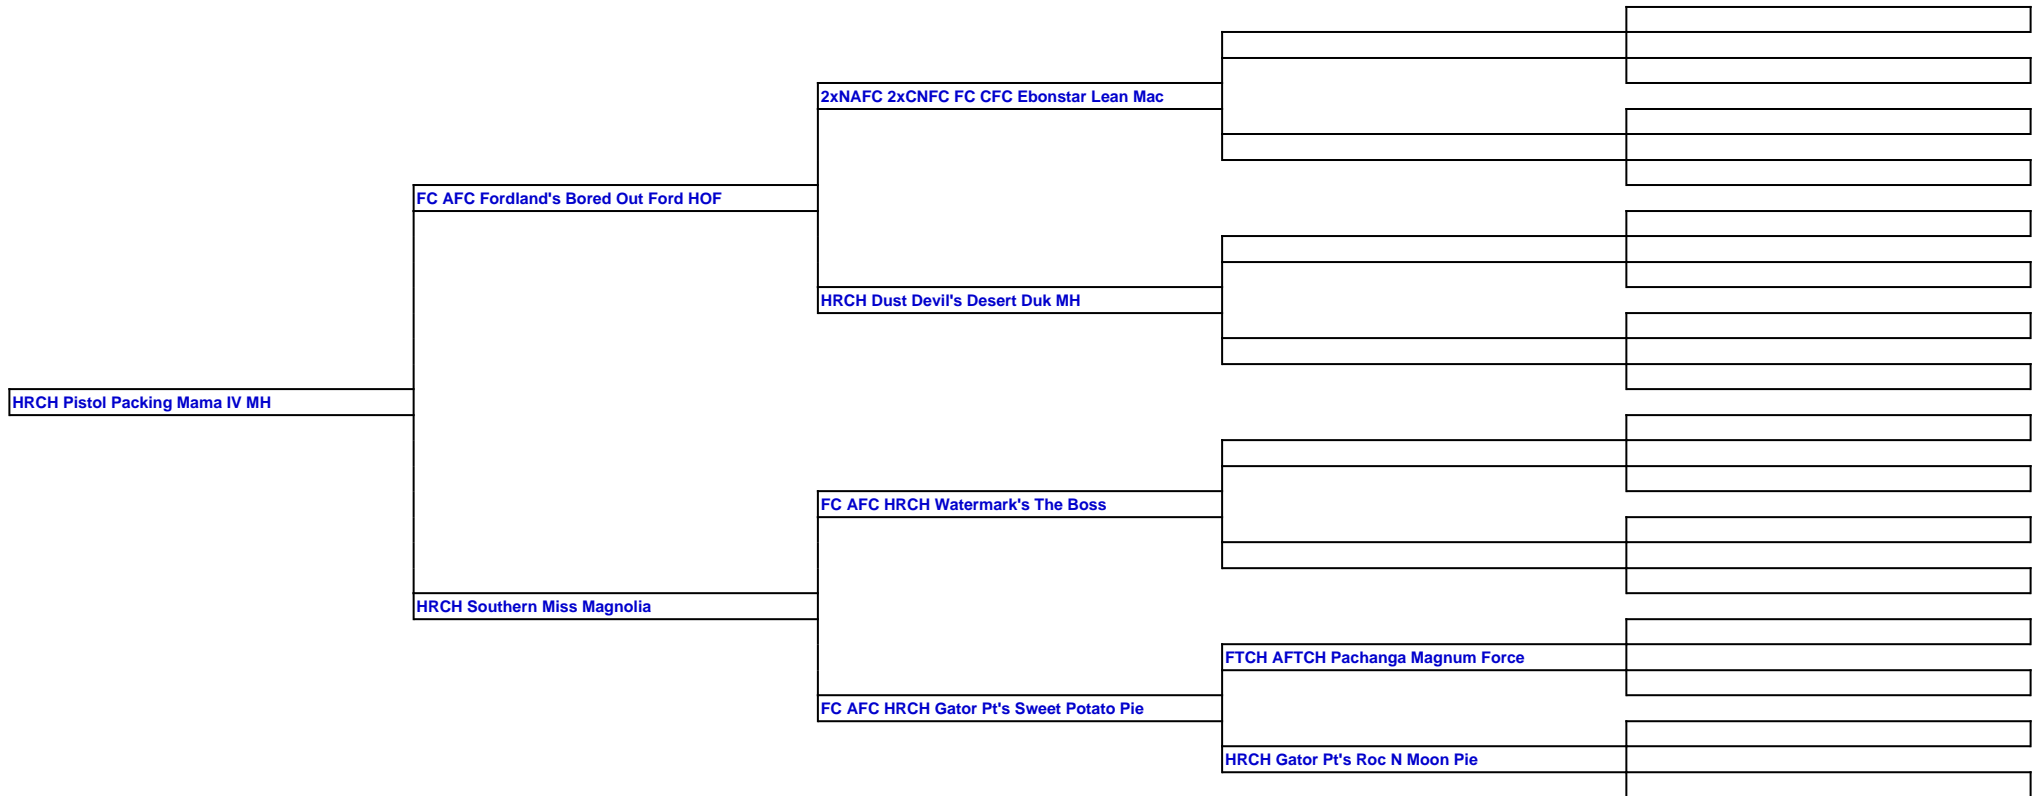 2xNAFC 2xCNFC FC CFC Ebonstar Lean Mac
FC AFC Fordland's Bored Out Ford HOF
HRCH Dust Devil's Desert Duk MH
HRCH Pistol Packing Mama IV MH
FC AFC HRCH Watermark's The Boss
HRCH Southern Miss Magnolia
FTCH AFTCH Pachanga Magnum Force
FC AFC HRCH Gator Pt's Sweet Potato Pie
HRCH Gator Pt's Roc N Moon Pie